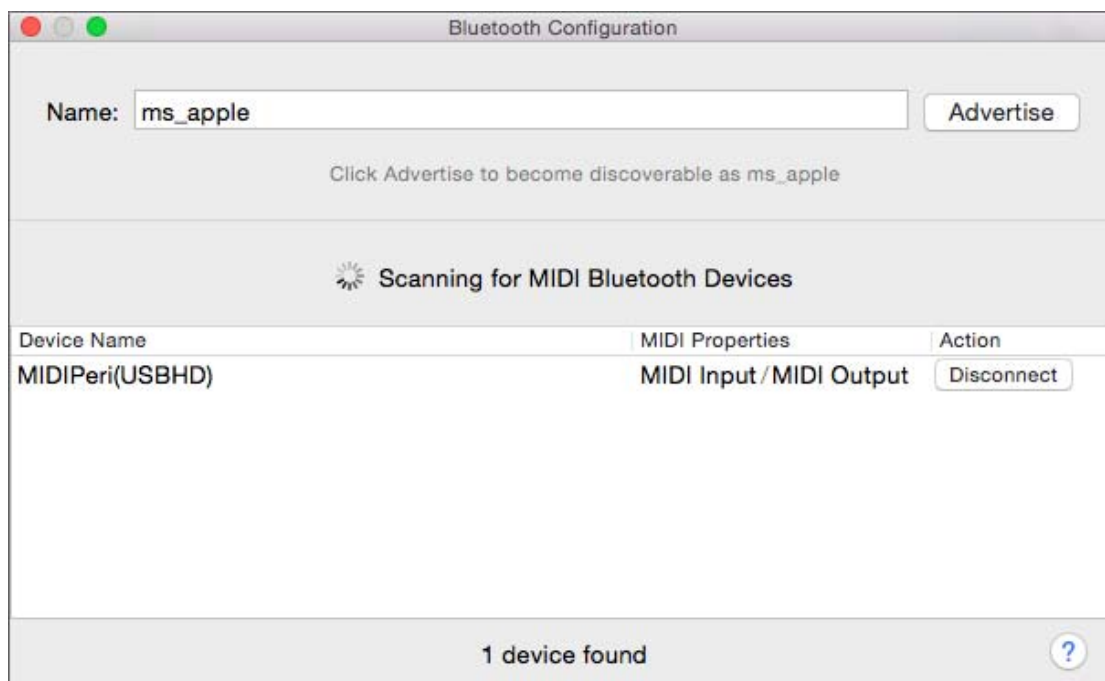 Bluetooth Configuration
Name: ms_apple Advertise
Click Advertise to become discoverable as ms_apple
Scanning for MIDI Bluetooth Devices
Device Name MIDI Properties Action
MIDIPeri(USBHD) MIDI Input/MIDI Output Disconnect
1 device found ?